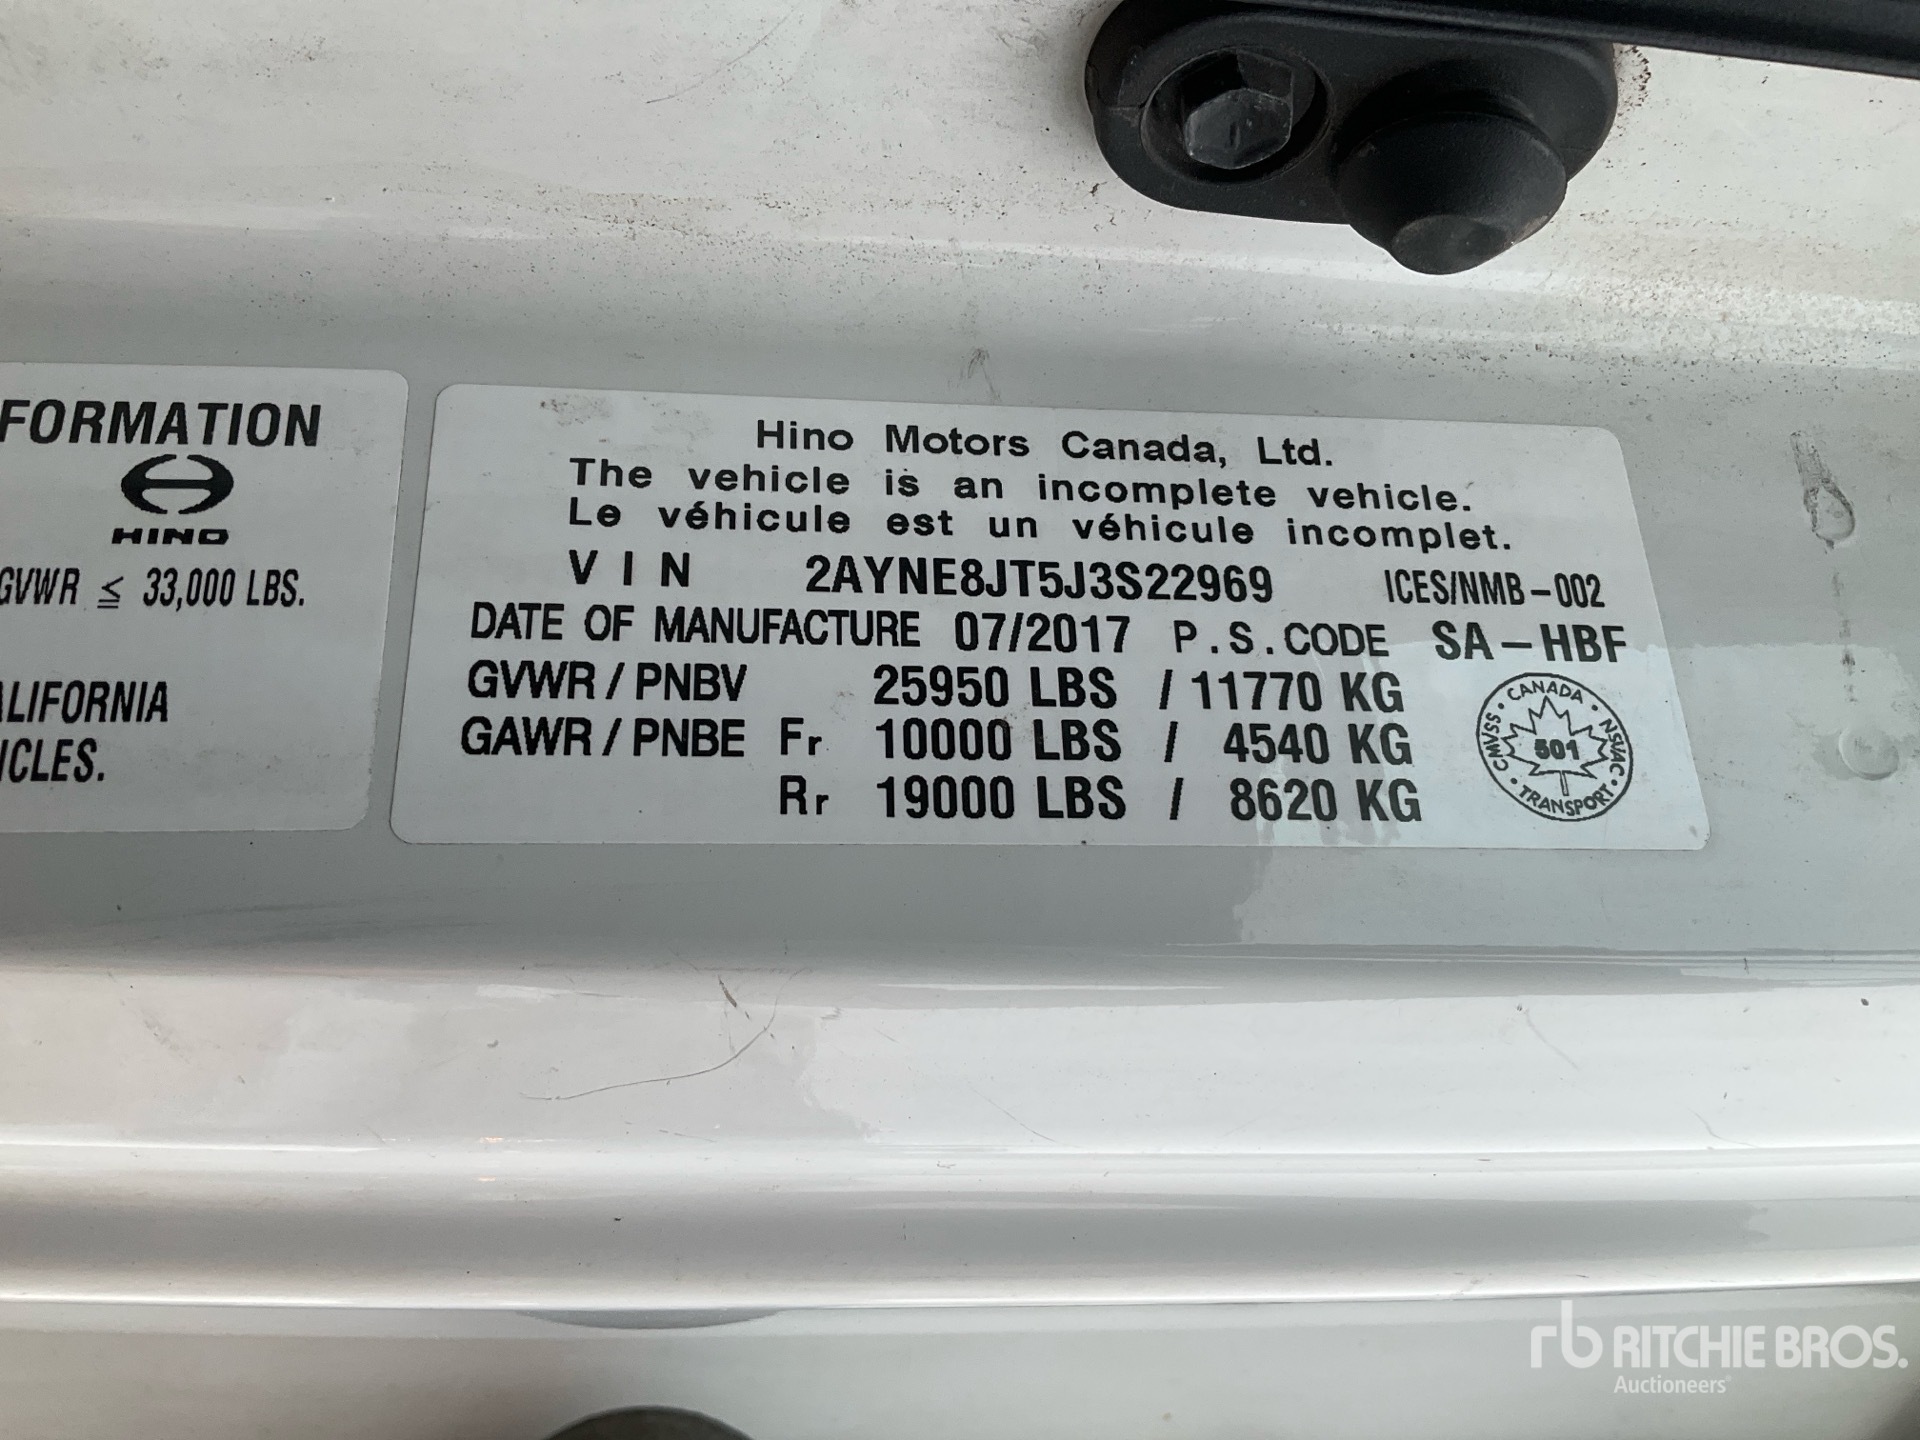 FORMATION
HINO
GVWR ≦ 33,000 LBS.
ALIFORNIA
ICLES.
Hino Motors Canada, Ltd.
The vehicle is an incomplete vehicle.
Le véhicule est un véhicule incomplet.
VIN 2AYNE8JT5J3S22969 ICES/NMB-002
DATE OF MANUFACTURE 07/2017 P.S.CODE SA-HBF
GVWR/PNBV 25950 LBS / 11770 KG
GAWR/PNBE Fr 10000 LBS / 4540 KG
Rr 19000 LBS / 8620 KG
CANADA
CMVSS • NSVAC
501
TRANSPORT
rb RITCHIE BROS.
Auctioneers